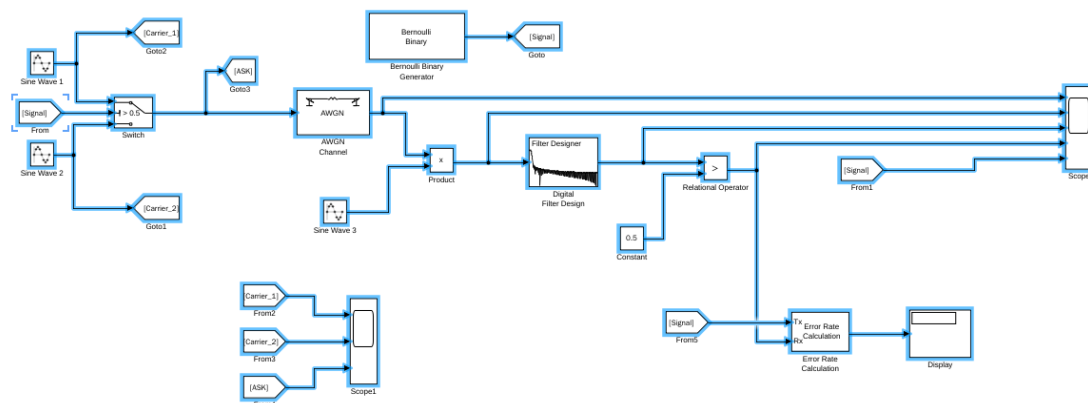 [Carrier_1]
Goto2
Sine Wave 1
[Signal]
From
> 0.5
Switch
Sine Wave 2
[Carrier_2]
Goto1
[ASK]
Goto3
Bernoulli
Binary
Bernoulli Binary
Generator
[Signal]
Goto
AWGN
AWGN
Channel
Sine Wave 3
x
Product
Filter Designer
Digital
Filter Design
0.5
Constant
>
Relational Operator
[Signal]
From1
Scope
[Carrier_1]
From2
[Carrier_2]
From3
[ASK]
Scope1
[Signal]
From5
Tx
Rx
Error Rate
Calculation
Error Rate
Calculation
Display